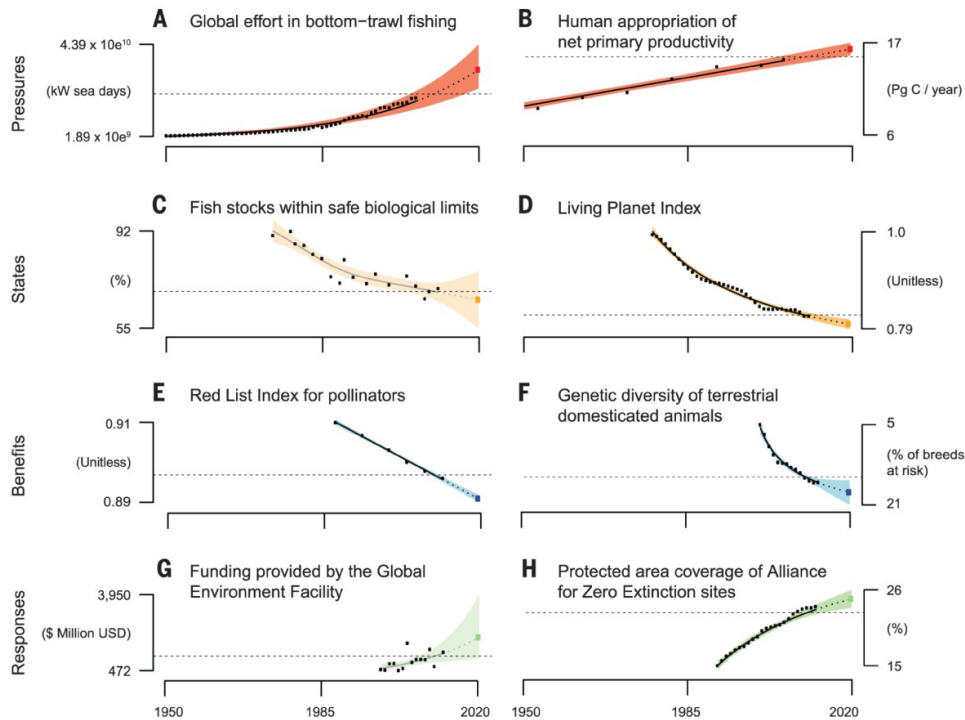 A Global effort in bottom-trawl fishing
4.39 x 10e¹⁰
(kW sea days)
1.89 x 10e⁹
Pressures
B Human appropriation of
net primary productivity
17
(Pg C / year)
6
C Fish stocks within safe biological limits
92
(%)
55
States
D Living Planet Index
1.0
(Unitless)
0.79
E Red List Index for pollinators
0.91
(Unitless)
0.89
Benefits
F Genetic diversity of terrestrial
domesticated animals
5
(% of breeds
at risk)
21
G Funding provided by the Global
Environment Facility
3,950
($ Million USD)
472
Responses
H Protected area coverage of Alliance
for Zero Extinction sites
26
(%)
15
1950 1985 2020
1950 1985 2020